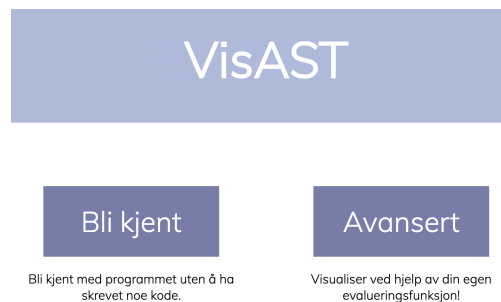 VisAST
Bli kjent
Avansert
Bli kjent med programmet uten å ha
skrevet noe kode.
Visualiser ved hjelp av din egen
evalueringsfunksjon!